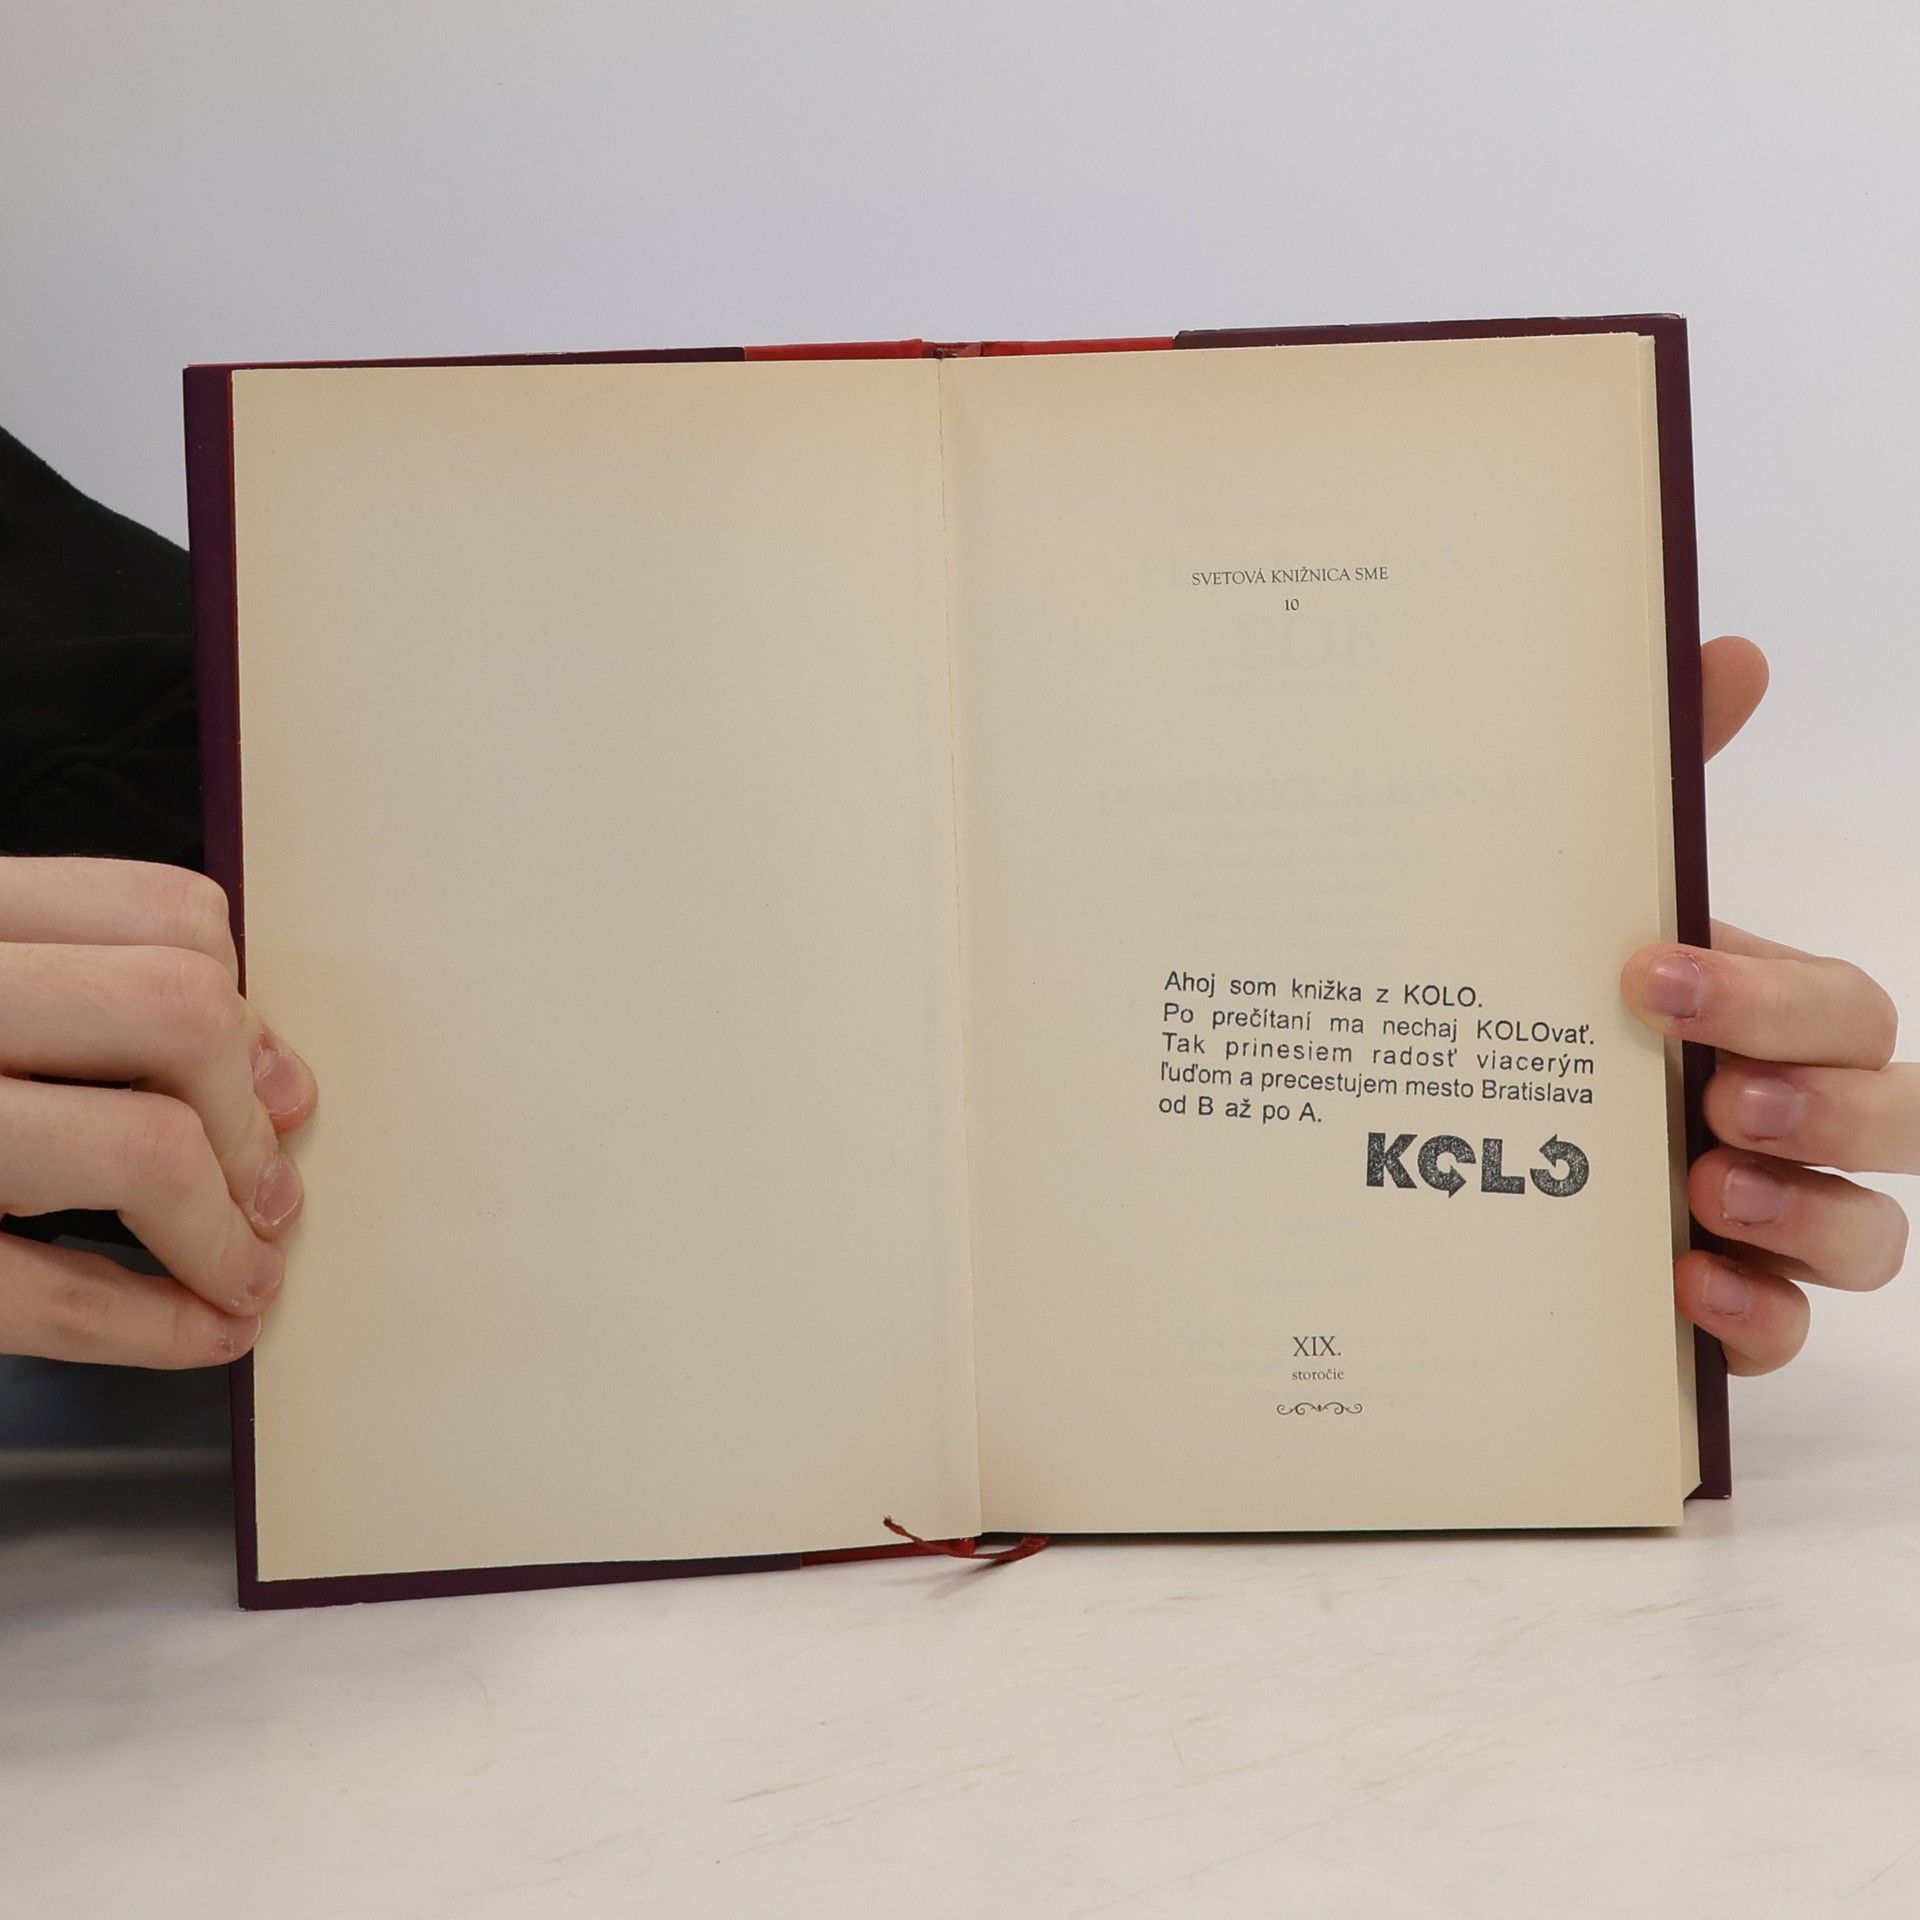 SVETOVÁ KNIŽNICA SME
10
Ahoj som knižka z KOLO.
Po prečítaní ma nechaj KOLOvať.
Tak prinesiem radosť viacerým
ľuďom a precestujem mesto Bratislava
od B až po A.
KOLO
XIX.
storočie